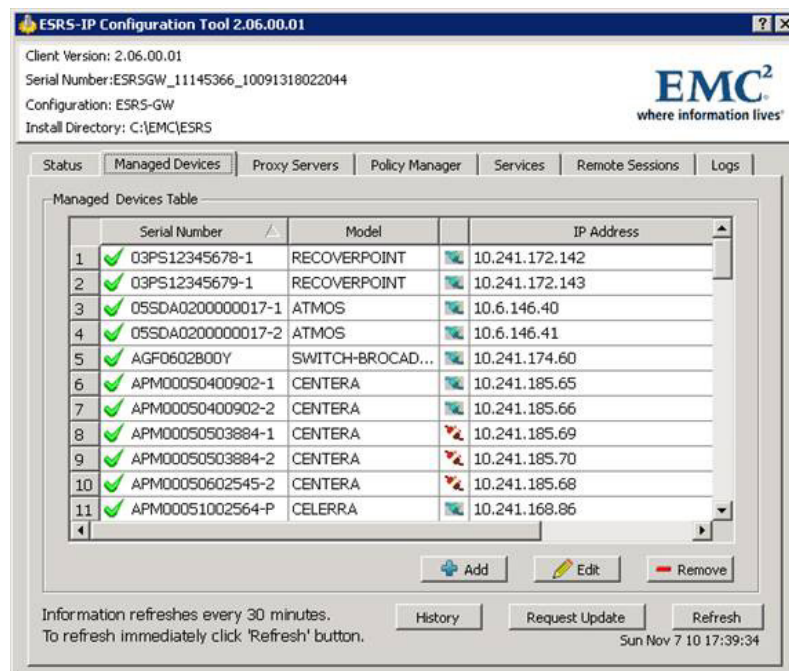 ESRS-IP Configuration Tool 2.06.00.01
Client Version: 2.06.00.01
Serial Number:ESRSGW_11145366_10091318022044
Configuration: ESRS-GW
Install Directory: C:\EMC\ESRS
EMC²
where information lives®
Status Managed Devices Proxy Servers Policy Manager Services Remote Sessions Logs
Managed Devices Table
Serial Number Model IP Address
1 03PS12345678-1 RECOVERPOINT 10.241.172.142
2 03PS12345679-1 RECOVERPOINT 10.241.172.143
3 05SDA0200000017-1 ATMOS 10.6.146.40
4 05SDA0200000017-2 ATMOS 10.6.146.41
5 AGF0602B00Y SWITCH-BROCAD... 10.241.174.60
6 APM00050400902-1 CENTERA 10.241.185.65
7 APM00050400902-2 CENTERA 10.241.185.66
8 APM00050503884-1 CENTERA 10.241.185.69
9 APM00050503884-2 CENTERA 10.241.185.70
10 APM00050602545-2 CENTERA 10.241.185.68
11 APM00051002564-P CELERRA 10.241.168.86
Add Edit Remove
Information refreshes every 30 minutes.
To refresh immediately click 'Refresh' button.
History Request Update Refresh
Sun Nov 7 10 17:39:34